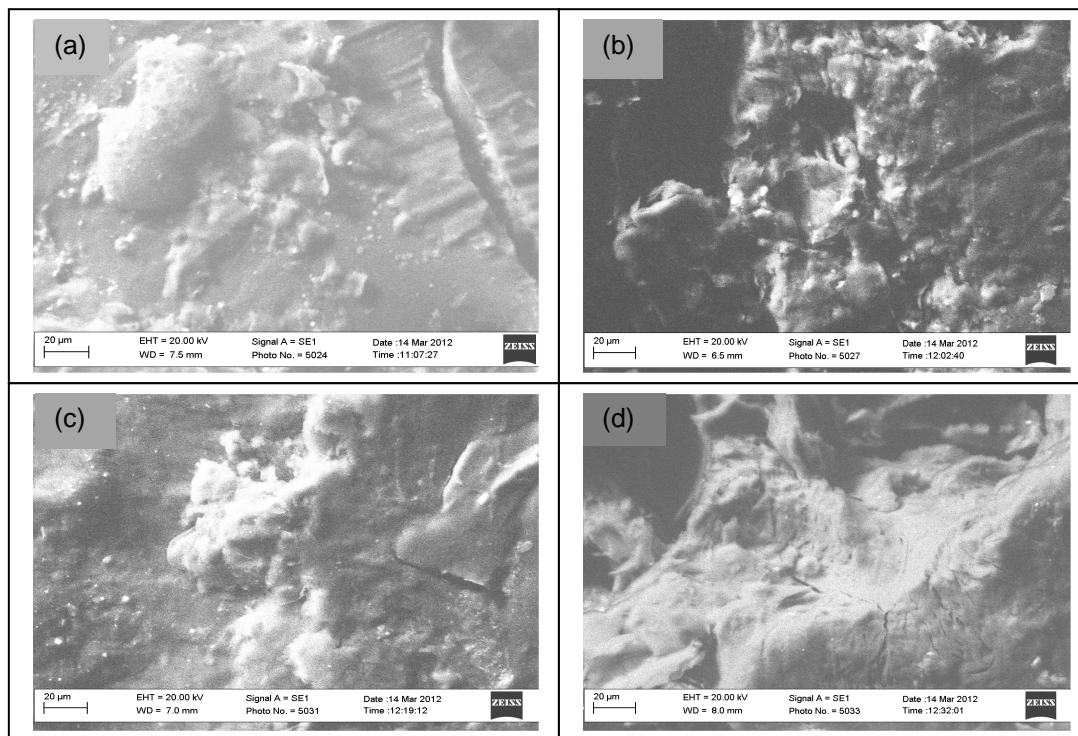 (a)
20 µm
EHT = 20.00 kV
WD = 7.5 mm
Signal A = SE1
Photo No. = 5024
Date :14 Mar 2012
Time :11:07:27
ZEISS
(b)
20 µm
EHT = 20.00 kV
WD = 6.5 mm
Signal A = SE1
Photo No. = 5027
Date :14 Mar 2012
Time :12:02:40
ZEISS
(c)
20 µm
EHT = 20.00 kV
WD = 7.0 mm
Signal A = SE1
Photo No. = 5031
Date :14 Mar 2012
Time :12:19:12
ZEISS
(d)
20 µm
EHT = 20.00 kV
WD = 8.0 mm
Signal A = SE1
Photo No. = 5033
Date :14 Mar 2012
Time :12:32:01
ZEISS